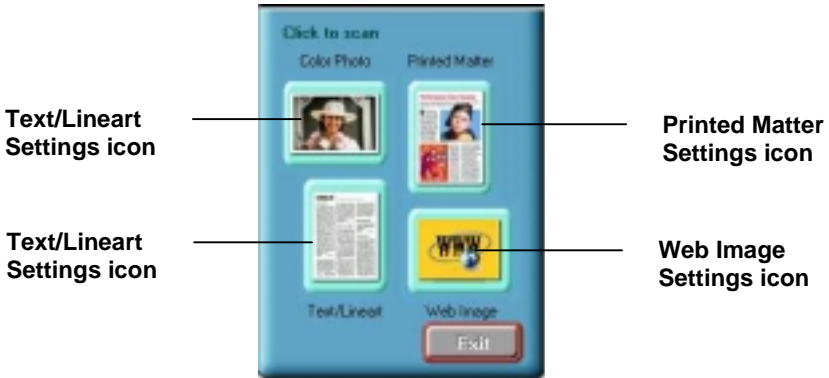 Click to scan
Color Photo
Printed Matter
Text/Lineart
Settings icon
Printed Matter
Settings icon
Text/Lineart
Settings icon
WWW
Web Image
Settings icon
Text/Lineart
Web Image
Exit